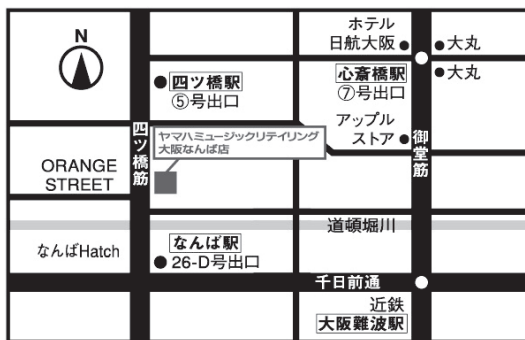 N
ホテル
日航大阪
大丸
四ツ橋駅
⑤号出口
心斎橋駅
⑦号出口
大丸
アップル
ストア
ヤマハミュージックリテイリング
大阪なんば店
四ツ橋筋
御堂筋
ORANGE
STREET
道頓堀川
なんばHatch
なんば駅
26-D号出口
千日前通
近鉄
大阪難波駅